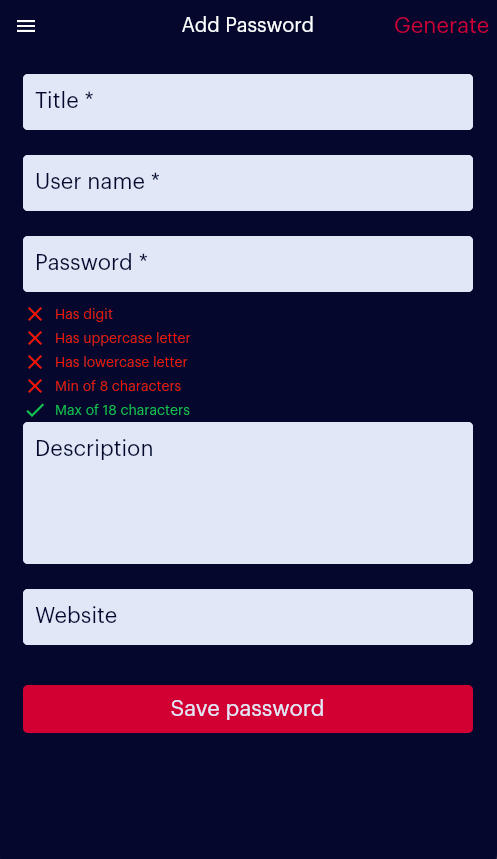 Add Password
Generate
Title *
User name *
Password *
Has digit
Has uppercase letter
Has lowercase letter
Min of 8 characters
Max of 18 characters
Description
Website
Save password